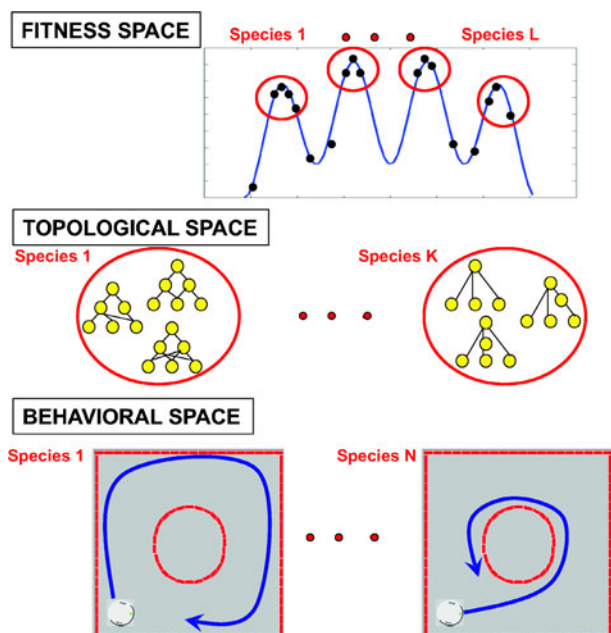 FITNESS SPACE
Species 1
Species L
TOPOLOGICAL SPACE
Species 1
Species K
BEHAVIORAL SPACE
Species 1
Species N